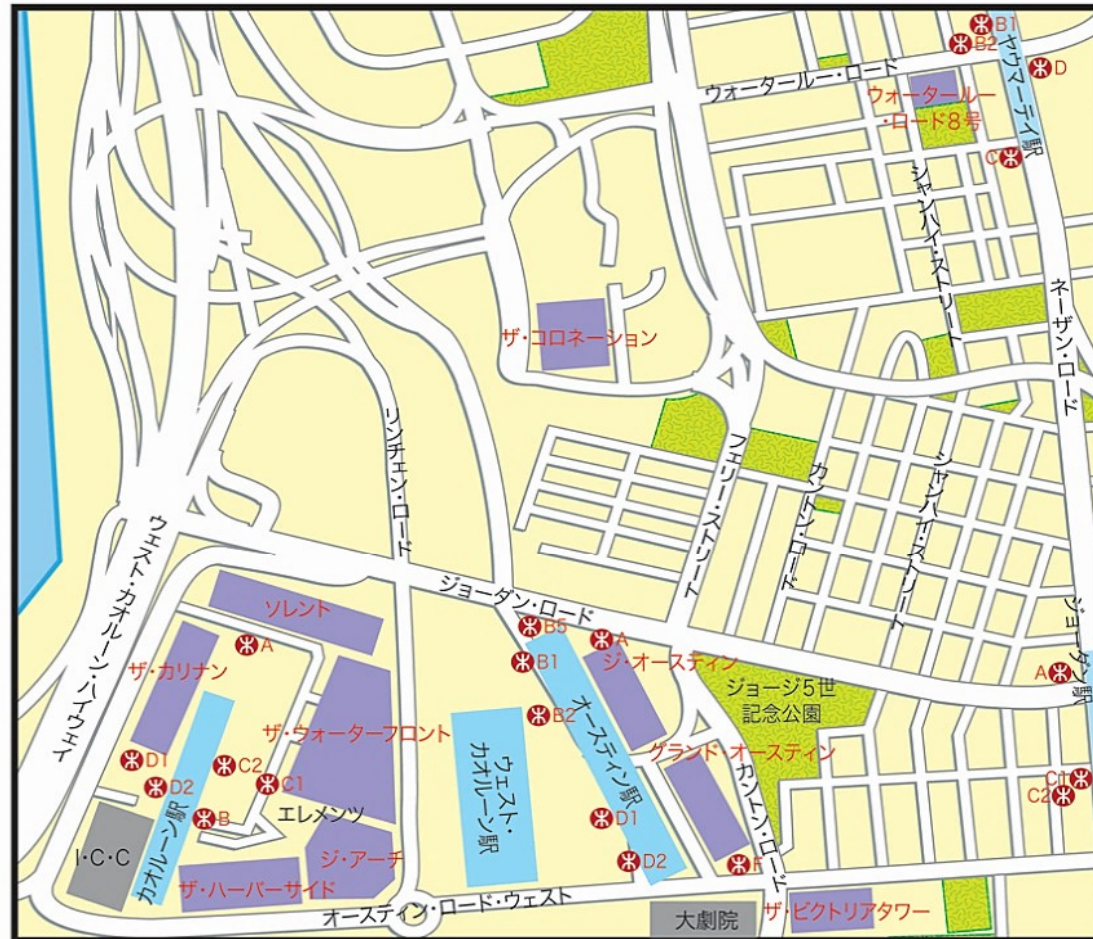 B1
B2
D
ヤウマーテイ駅
ウォータールー・ロード
ウォータールー
・ロード8号
C
シャンハイ・ストリート
ネーザン・ロード
ザ・コロネーション
リンチェン・ロード
フェリー・ストリート
カントン・ロード
シャンハイ・ストリート
ウェスト・カオルーン・ハイウェイ
ジョーダン・ロード
ソレント
A
ザ・カリナン
ザ・ウォーターフロント
D1
D2
C2
C1
B
エレメンツ
I・C・C
カオルーン駅
ジ・アーチ
ザ・ハーバーサイド
B5
B1
B2
A
ジ・オースティン
オースティン駅
ウェスト・
カオルーン駅
グランド・オースティン
D1
D2
F
ジョージ5世
記念公園
カントン・ロード
A
ジョーダン駅
C1
C2
オースティン・ロード・ウェスト
大劇院
ザ・ビクトリアタワー